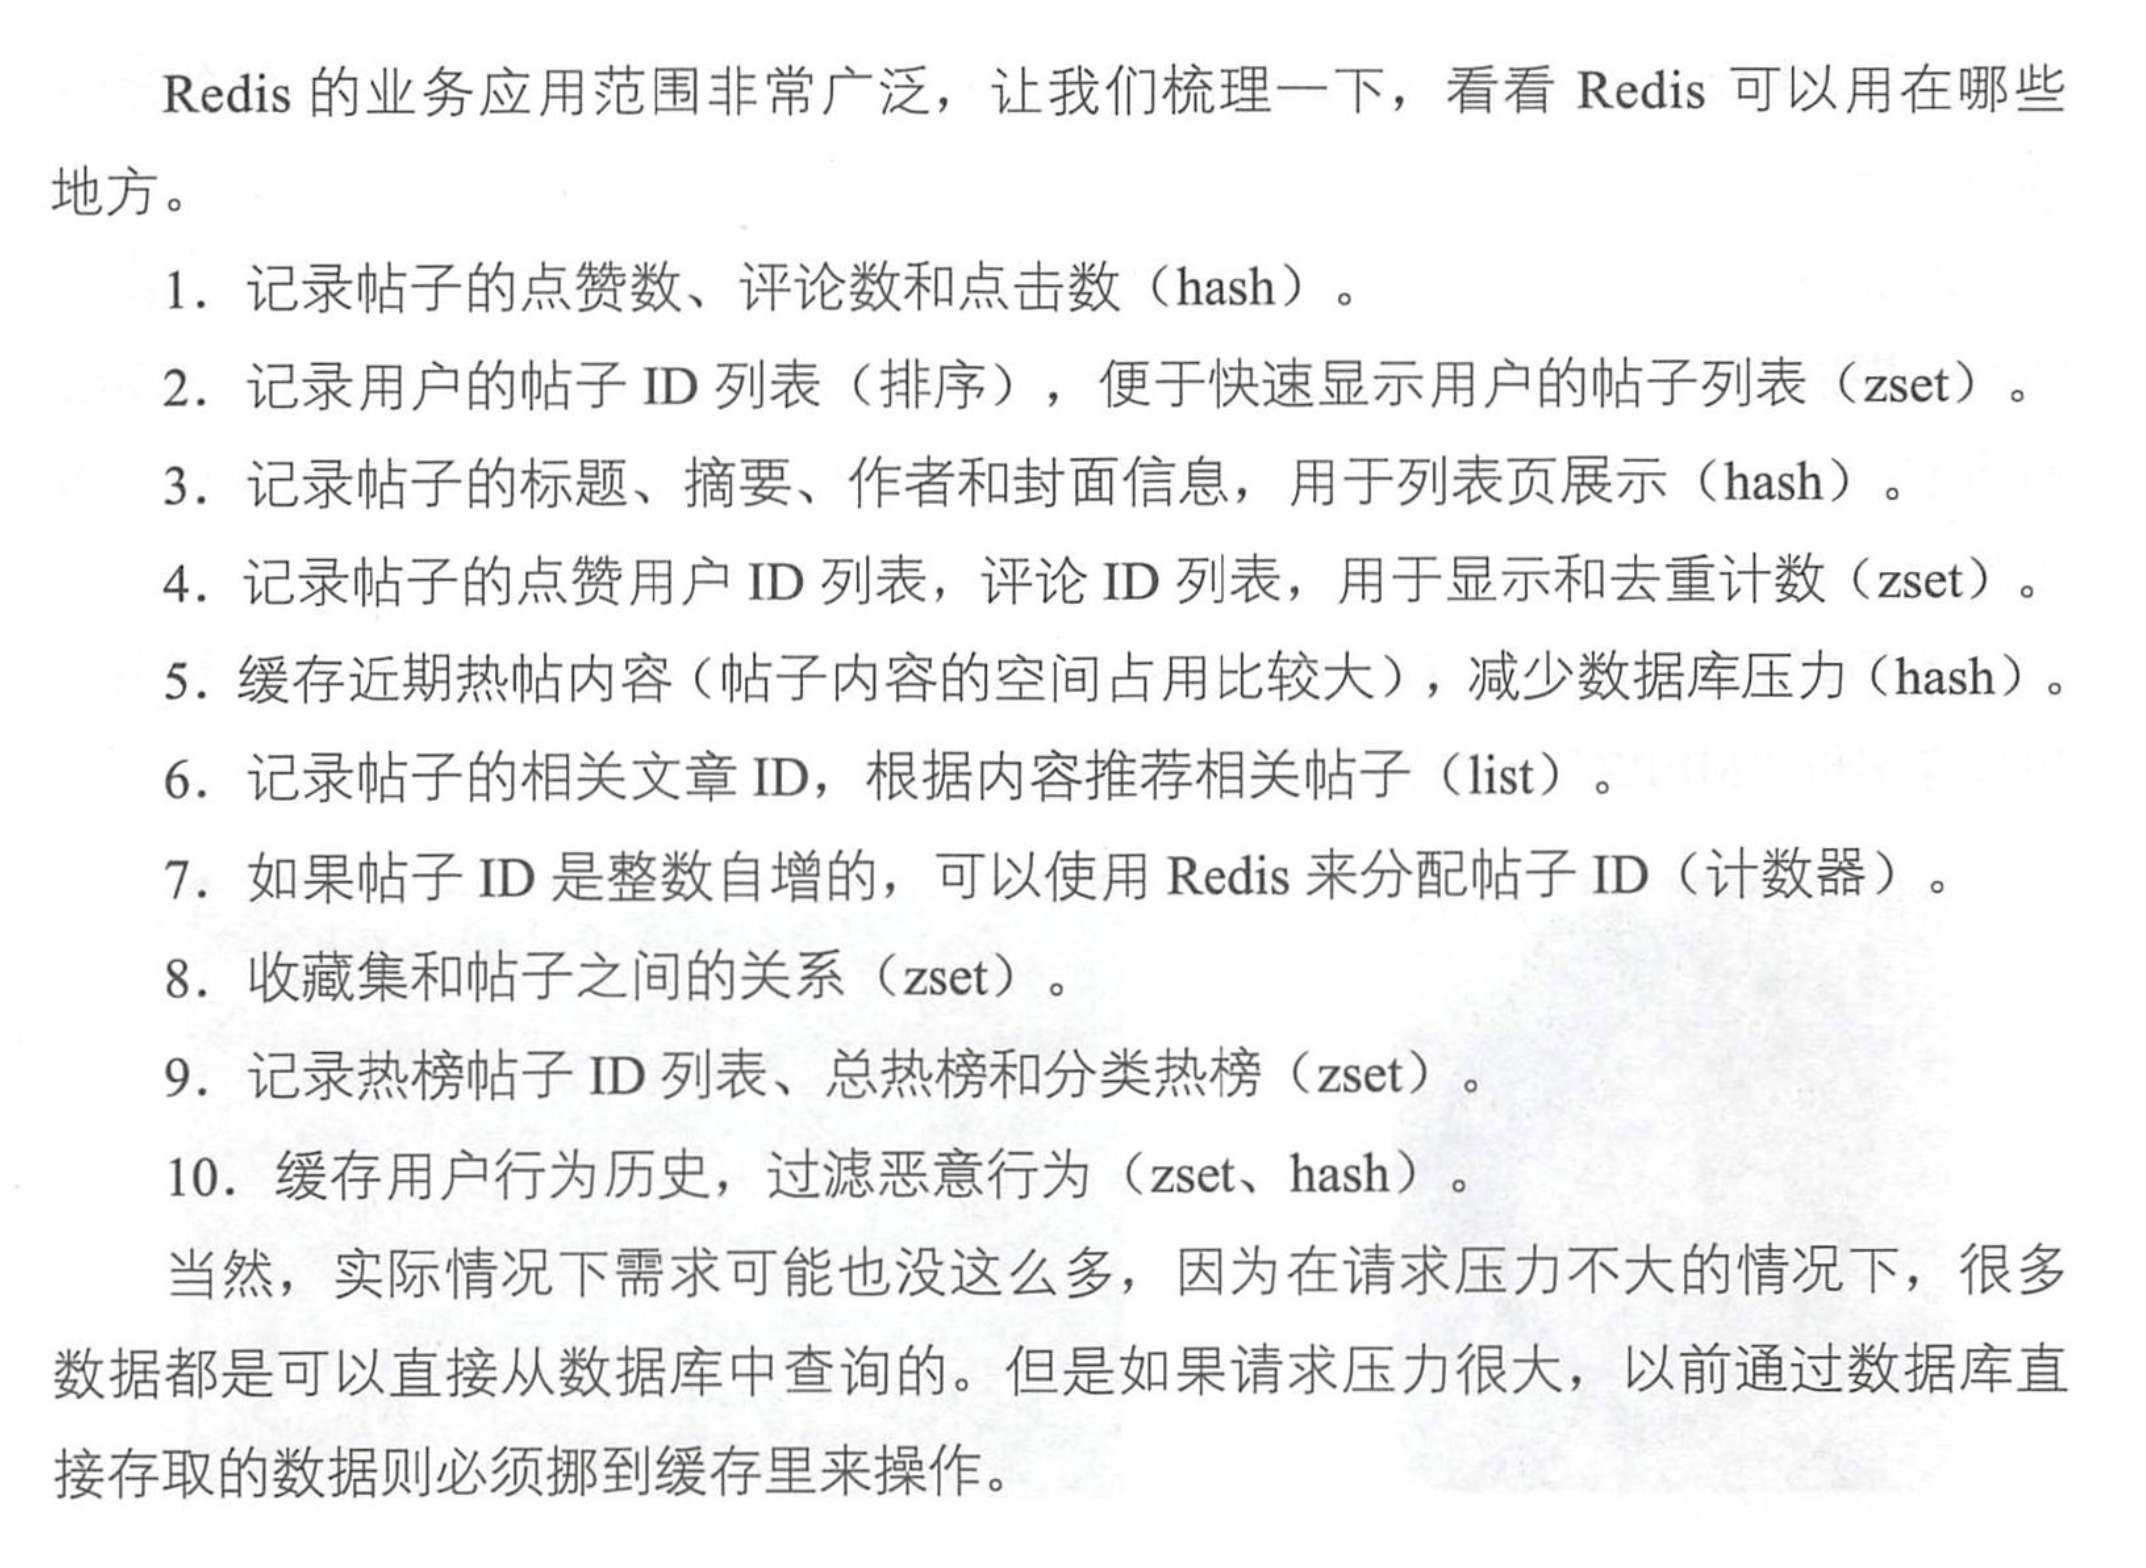 Redis 的业务应用范围非常广泛，让我们梳理一下，看看 Redis 可以用在哪些
地方。
1. 记录帖子的点赞数、评论数和点击数（hash）。
2. 记录用户的帖子 ID 列表（排序），便于快速显示用户的帖子列表（zset）。
3. 记录帖子的标题、摘要、作者和封面信息，用于列表页展示（hash）。
4. 记录帖子的点赞用户 ID 列表，评论 ID 列表，用于显示和去重计数（zset）。
5. 缓存近期热帖内容（帖子内容的空间占用比较大），减少数据库压力（hash）。
6. 记录帖子的相关文章 ID，根据内容推荐相关帖子（list）。
7. 如果帖子 ID 是整数自增的，可以使用 Redis 来分配帖子 ID（计数器）。
8. 收藏集和帖子之间的关系（zset）。
9. 记录热榜帖子 ID 列表、总热榜和分类热榜（zset）。
10. 缓存用户行为历史，过滤恶意行为（zset、hash）。
当然，实际情况下需求可能也没这么多，因为在请求压力不大的情况下，很多
数据都是可以直接从数据库中查询的。但是如果请求压力很大，以前通过数据库直
接存取的数据则必须挪到缓存里来操作。